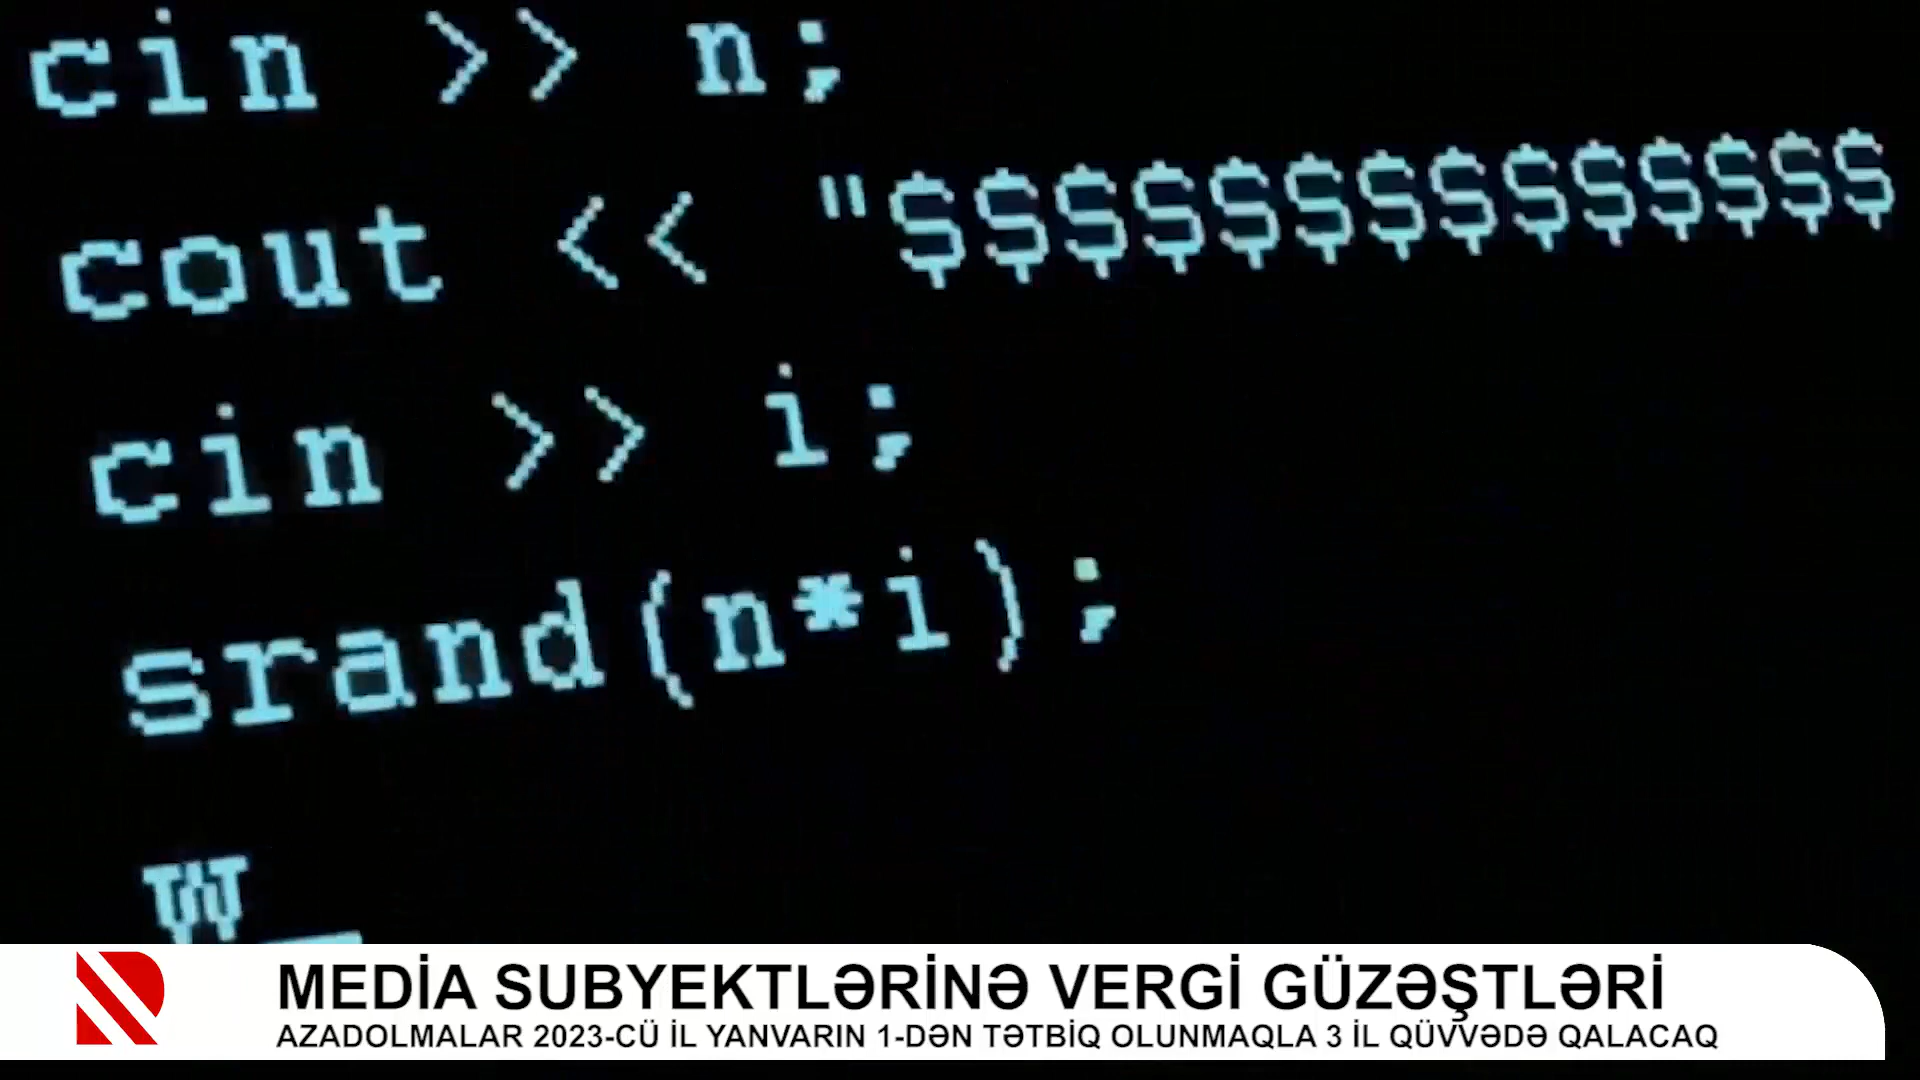 cin >> n;
cout << "$$$$$$$$$$$$$
cin >> i;
srand(n*i);
w_
MEDİA SUBYEKTLƏRİNƏ VERGİ GÜZƏŞTLƏRİ
AZADOLMALAR 2023-CÜ İL YANVARIN 1-DƏN TƏTBİQ OLUNMAQLA 3 İL QÜVVƏDƏ QALACAQ